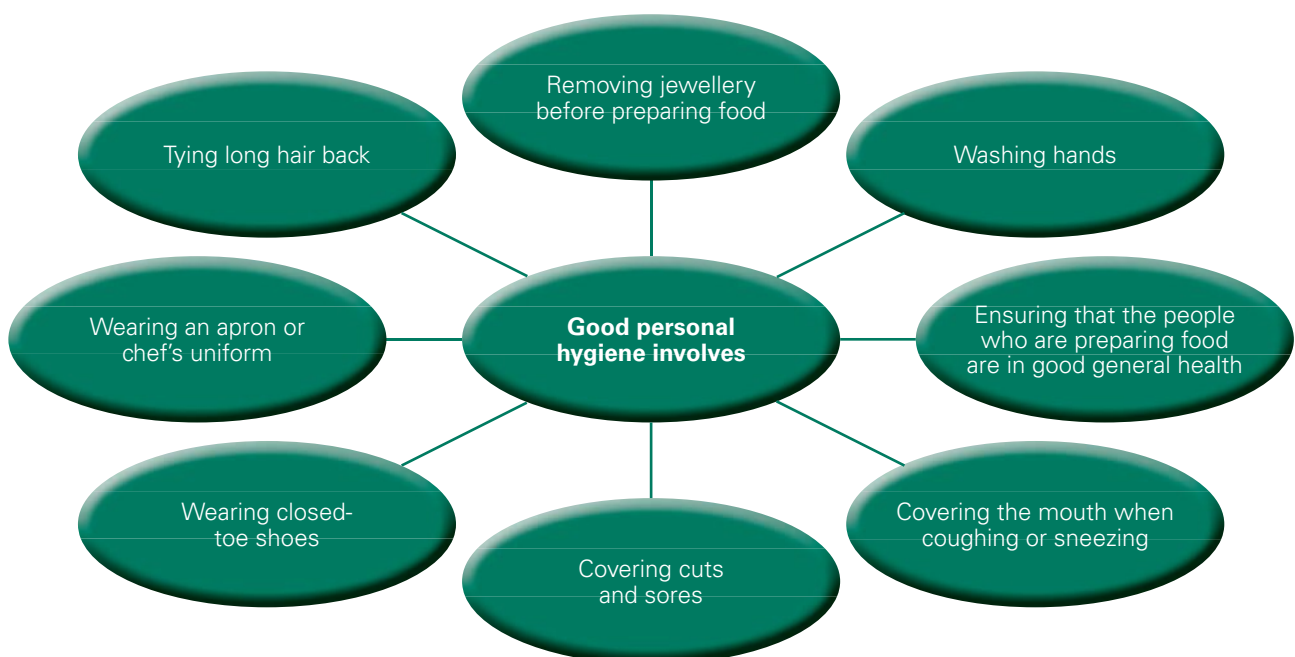 Removing jewellery
before preparing food
Tying long hair back
Washing hands
Wearing an apron or
chef's uniform
Good personal
hygiene involves
Ensuring that the people
who are preparing food
are in good general health
Wearing closed-
toe shoes
Covering cuts
and sores
Covering the mouth when
coughing or sneezing